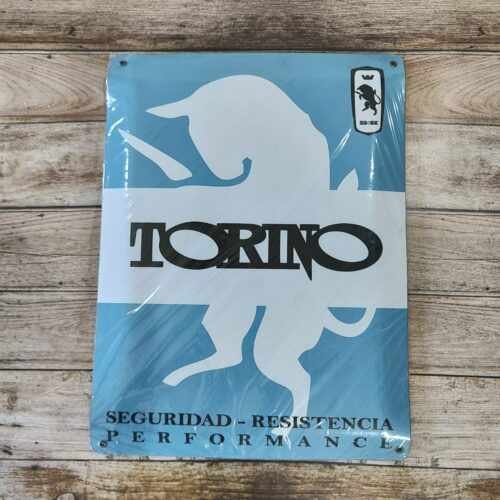 TORINO
SEGURIDAD - RESISTENCIA
PERFORMANCE